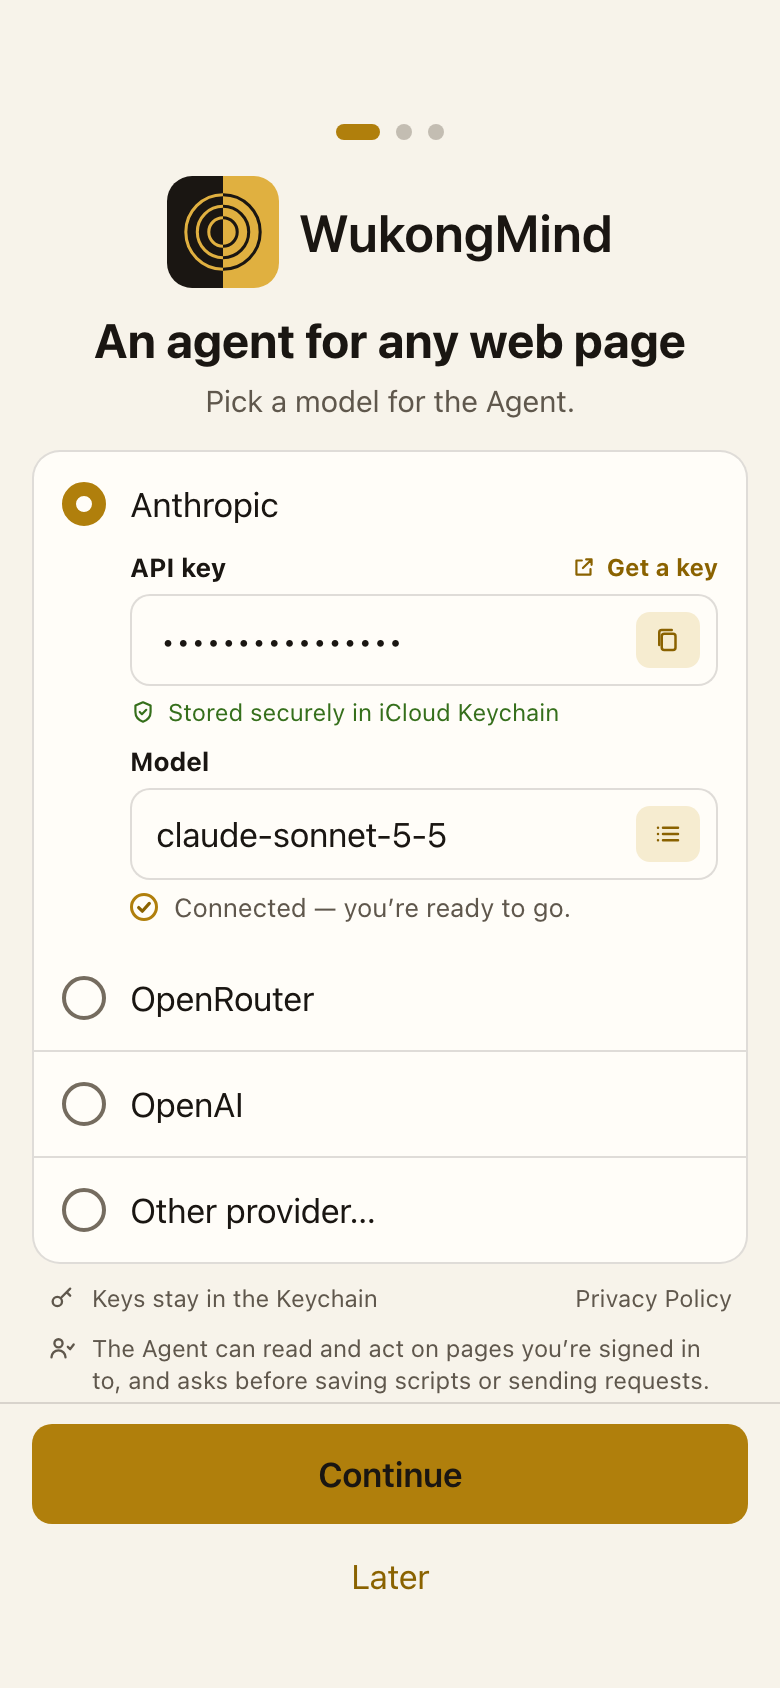 WukongMind
An agent for any web page
Pick a model for the Agent.
Anthropic
API key
Get a key
••••••••••••••••
Stored securely in iCloud Keychain
Model
claude-sonnet-5-5
Connected — you’re ready to go.
OpenRouter
OpenAI
Other provider...
Keys stay in the Keychain
Privacy Policy
The Agent can read and act on pages you’re signed in
to, and asks before saving scripts or sending requests.
Continue
Later